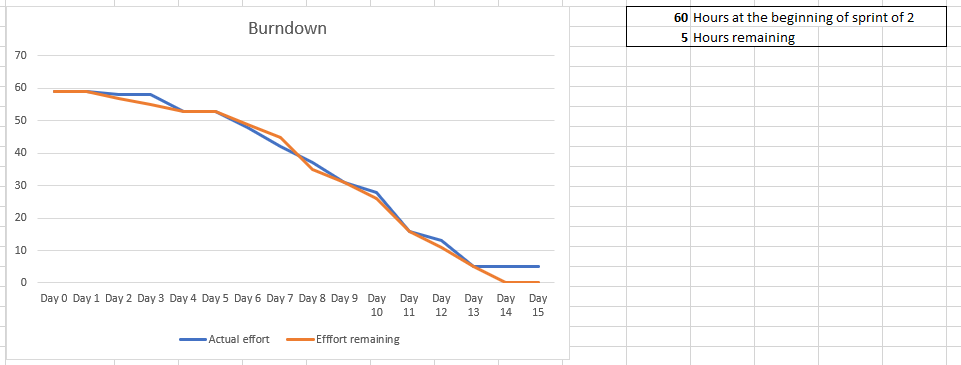 Burndown
60 Hours at the beginning of sprint of 2
5 Hours remaining
70
60
50
40
30
20
10
0
Day 0 Day 1 Day 2 Day 3 Day 4 Day 5 Day 6 Day 7 Day 8 Day 9 Day 10 Day 11 Day 12 Day 13 Day 14 Day 15
Actual effort Efffort remaining